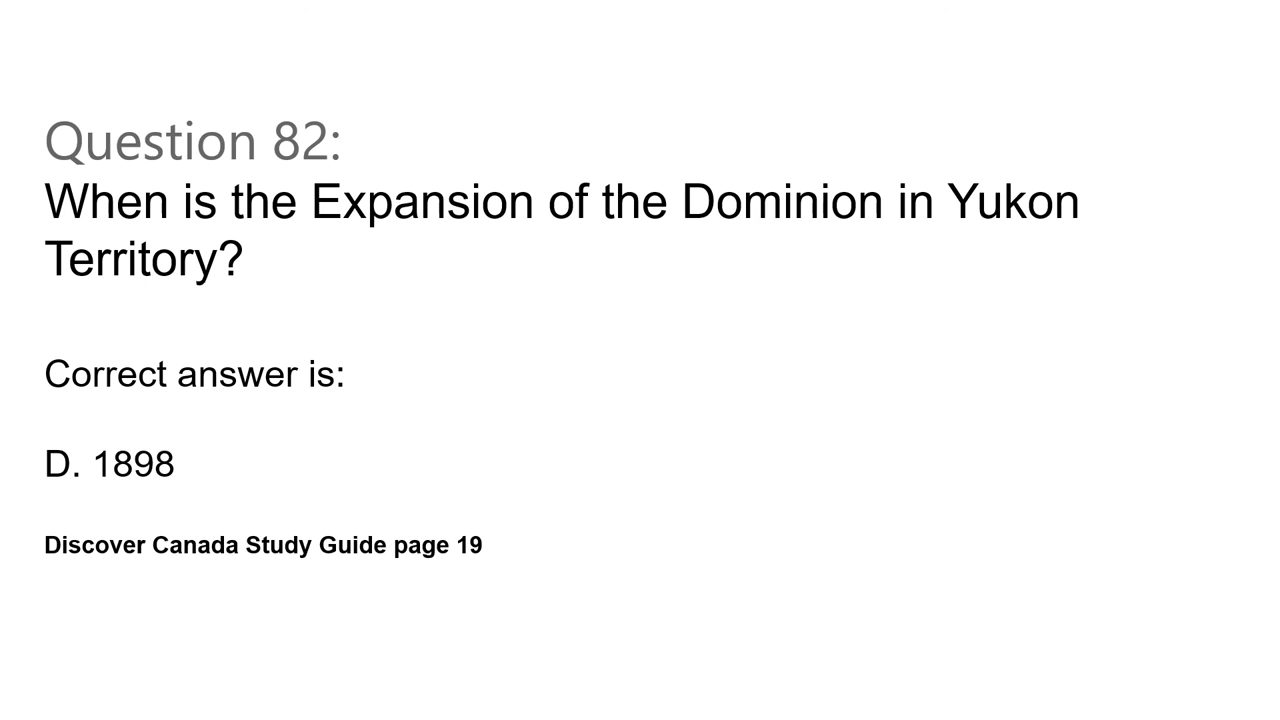 Question 82:
When is the Expansion of the Dominion in Yukon
Territory?
Correct answer is:
D. 1898
Discover Canada Study Guide page 19